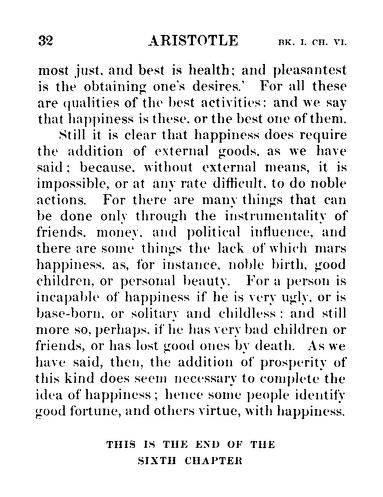 32 ARISTOTLE BK. I. CH. VI.
most just, and best is health; and pleasantest
is the obtaining one's desires.' For all these
are qualities of the best activities: and we say
that happiness is these, or the best one of them.
Still it is clear that happiness does require
the addition of external goods, as we have
said; because, without external means, it is
impossible, or at any rate difficult, to do noble
actions. For there are many things that can
be done only through the instrumentality of
friends, money, and political influence, and
there are some things the lack of which mars
happiness, as, for instance, noble birth, good
children, or personal beauty. For a person is
incapable of happiness if he is very ugly, or is
base-born, or solitary and childless: and still
more so, perhaps, if he has very bad children or
friends, or has lost good ones by death. As we
have said, then, the addition of prosperity of
this kind does seem necessary to complete the
idea of happiness; hence some people identify
good fortune, and others virtue, with happiness.
THIS IS THE END OF THE
SIXTH CHAPTER